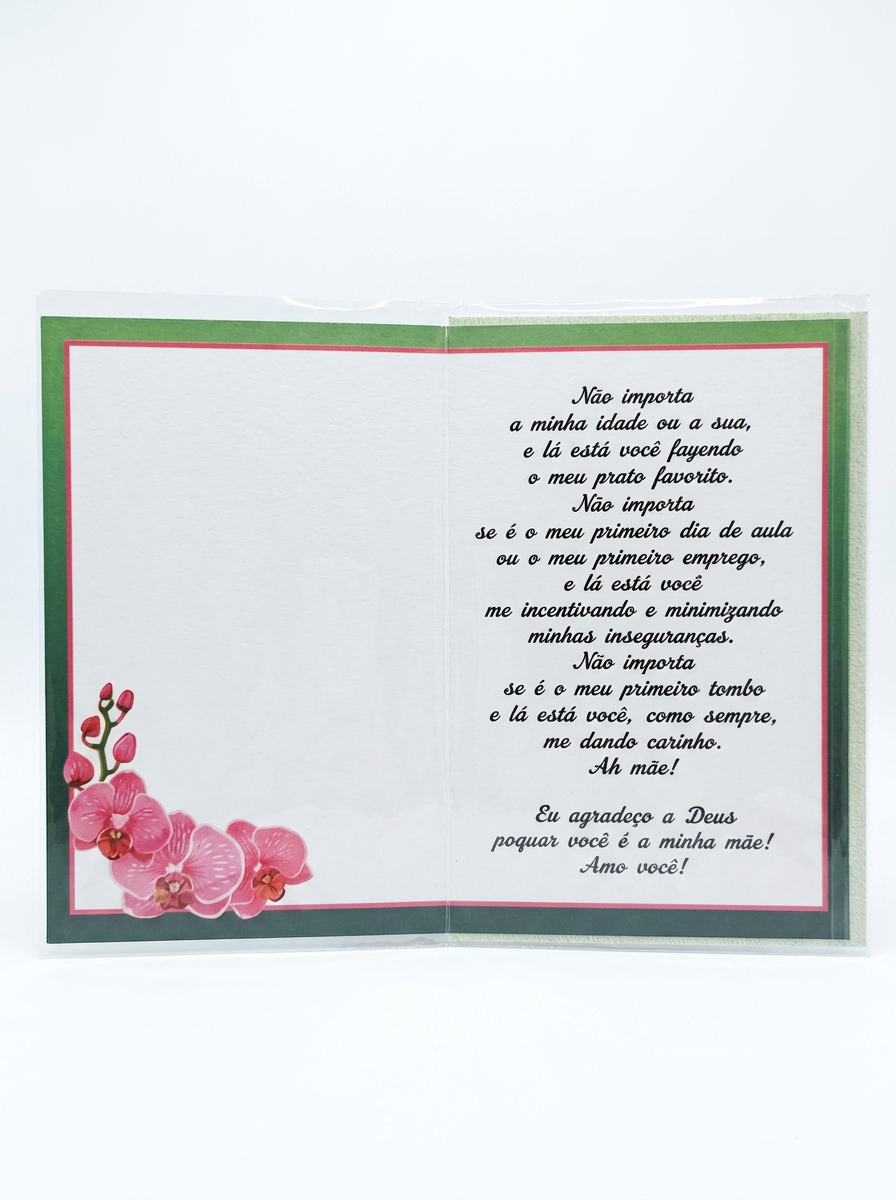 Não importa
a minha idade ou a sua,
e lá está você fayendo
o meu prato favorito.
Não importa
se é o meu primeiro dia de aula
ou o meu primeiro emprego,
e lá está você
me incentivando e minimizando
minhas inseguranças.
Não importa
se é o meu primeiro tombo
e lá está você, como sempre,
me dando carinho.
Ah mãe!
Eu agradeço a Deus
poquar você é a minha mãe!
Amo você!